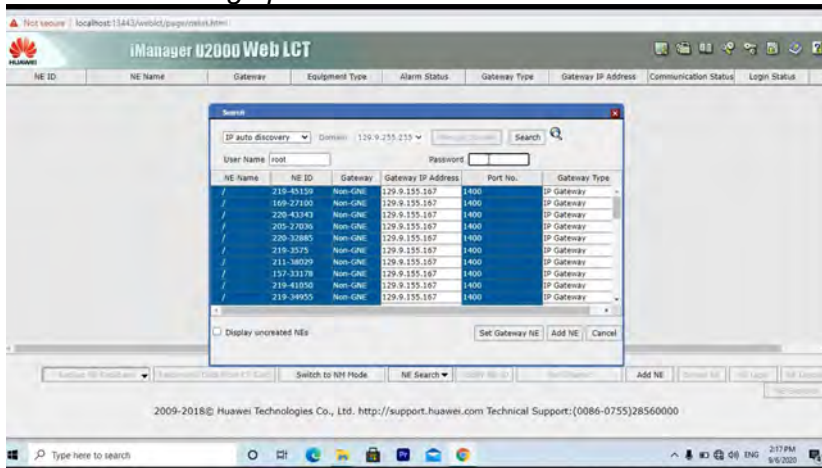 Not secure | localhost:13443/weblct/page/nelist.html
HUAWEI
iManager U2000 Web LCT
NE ID NE Name Gateway Equipment Type Alarm Status Gateway Type Gateway IP Address Communication Status Login Status
Search
IP auto discovery Domain 129.9.255.255 Search
User Name root Password
NE Name NE ID Gateway Gateway IP Address Port No. Gateway Type
/ 219-45159 Non-GNE 129.9.155.167 1400 IP Gateway
/ 169-27100 Non-GNE 129.9.155.167 1400 IP Gateway
/ 220-43343 Non-GNE 129.9.155.167 1400 IP Gateway
/ 205-27036 Non-GNE 129.9.155.167 1400 IP Gateway
/ 220-32885 Non-GNE 129.9.155.167 1400 IP Gateway
/ 219-3575 Non-GNE 129.9.155.167 1400 IP Gateway
/ 211-38029 Non-GNE 129.9.155.167 1400 IP Gateway
/ 157-33178 Non-GNE 129.9.155.167 1400 IP Gateway
/ 219-41050 Non-GNE 129.9.155.167 1400 IP Gateway
/ 219-34955 Non-GNE 129.9.155.167 1400 IP Gateway
Display uncreated NEs Set Gateway NE Add NE Cancel
Switch to NM Mode NE Search Add NE
2009-2018© Huawei Technologies Co., Ltd. http://support.huawei.com Technical Support:(0086-0755)28560000
Type here to search ENG 2:17 PM
9/6/2020